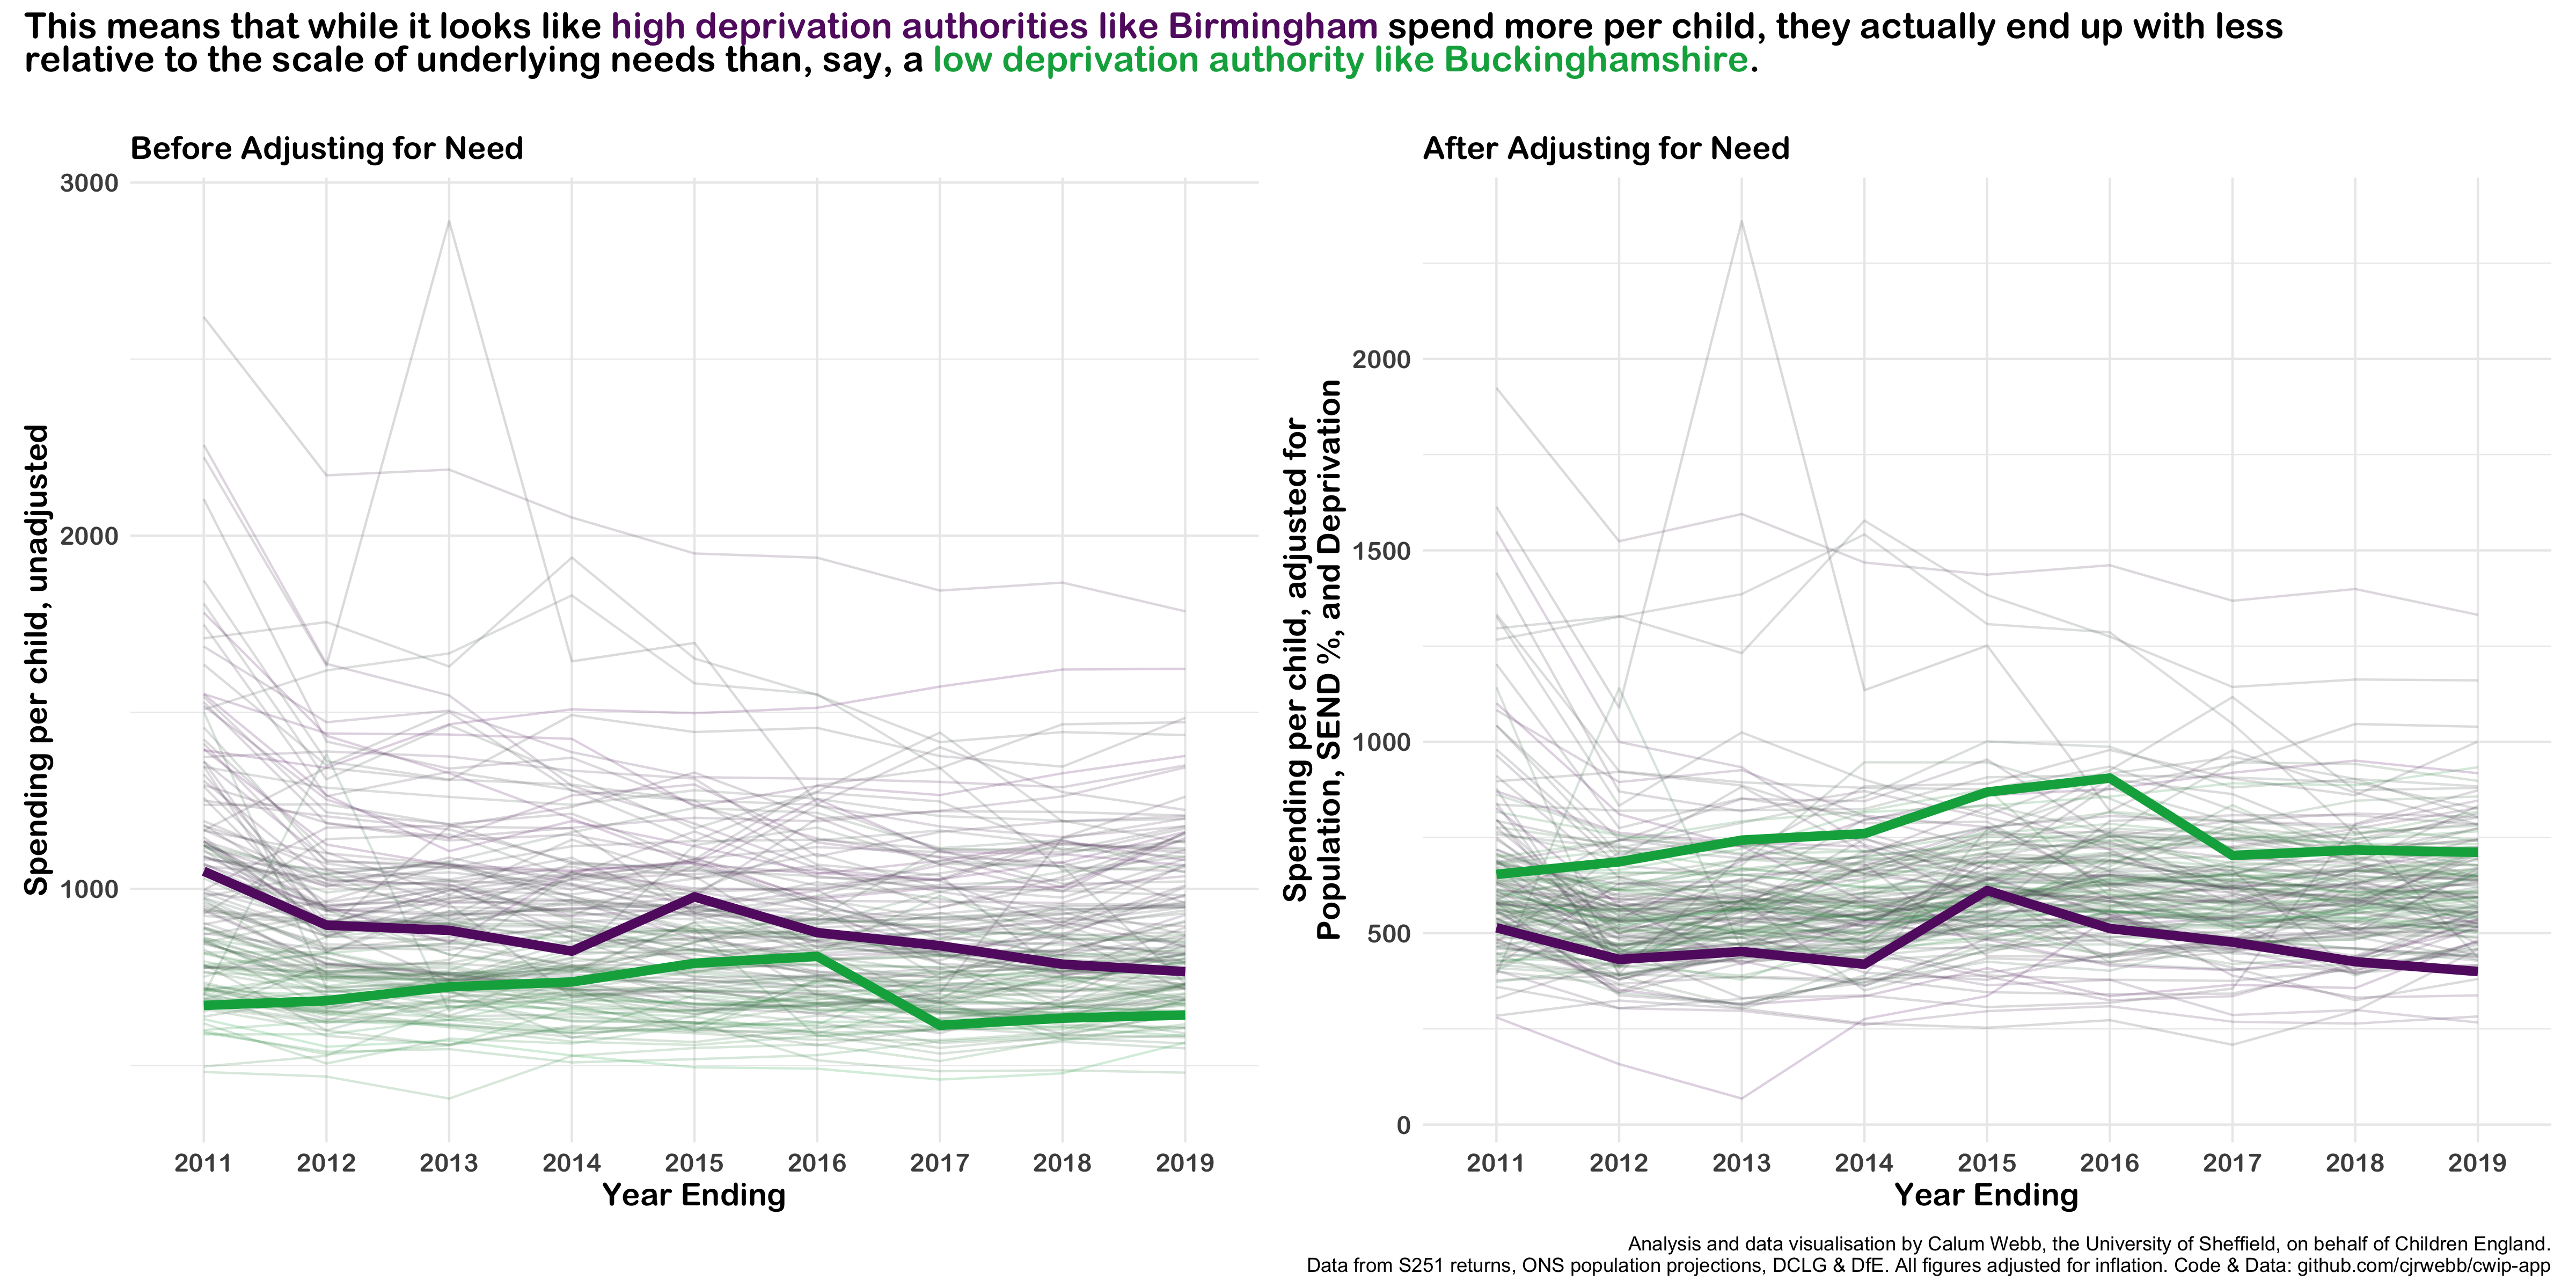 This means that while it looks like high deprivation authorities like Birmingham spend more per child, they actually end up with less
relative to the scale of underlying needs than, say, a low deprivation authority like Buckinghamshire.
Before Adjusting for Need
Spending per child, unadjusted
3000
2000
1000
2011 2012 2013 2014 2015 2016 2017 2018 2019
Year Ending
After Adjusting for Need
Spending per child, adjusted for
Population, SEND %, and Deprivation
2000
1500
1000
500
0
2011 2012 2013 2014 2015 2016 2017 2018 2019
Year Ending
Analysis and data visualisation by Calum Webb, the University of Sheffield, on behalf of Children England.
Data from S251 returns, ONS population projections, DCLG & DfE. All figures adjusted for inflation. Code & Data: github.com/cjrwebb/cwip-app